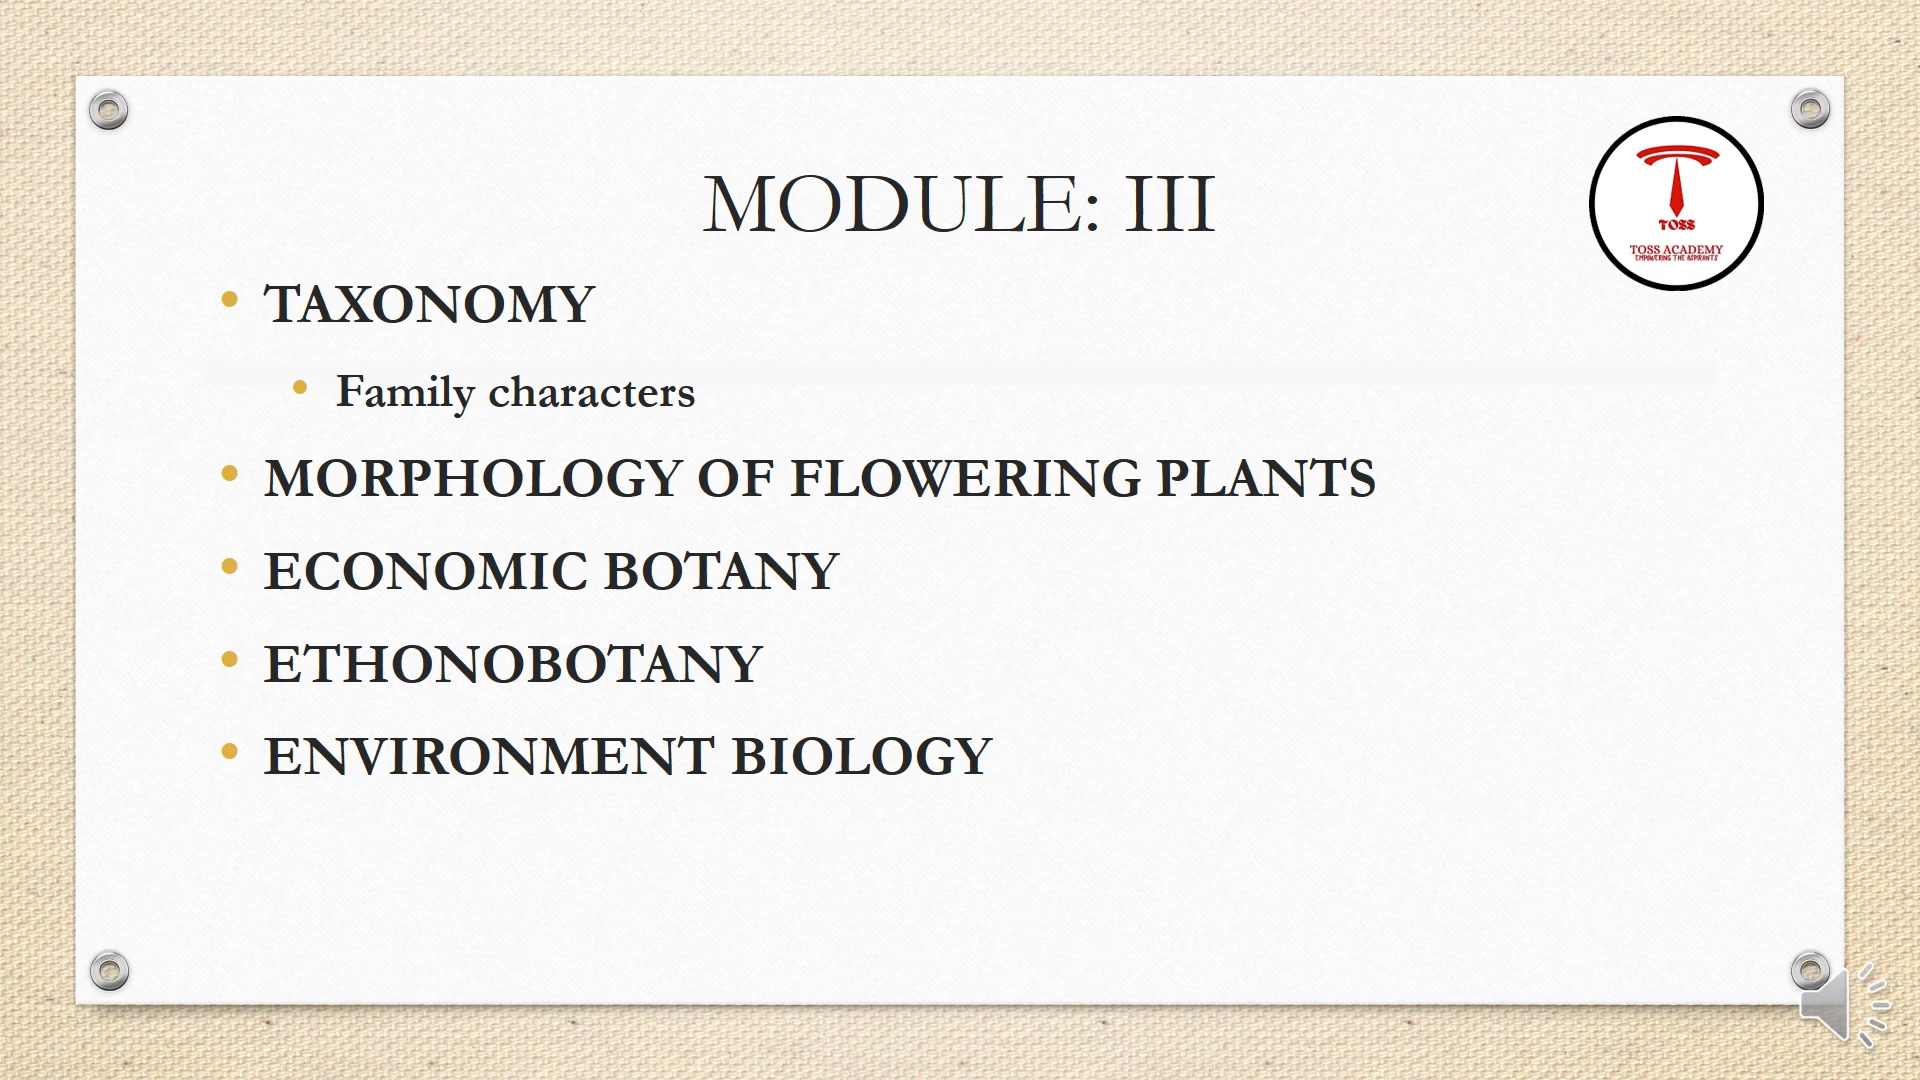 MODULE: III
TOSS
TOSS ACADEMY
EMPOWERING THE ASPIRANTS
• TAXONOMY
• Family characters
• MORPHOLOGY OF FLOWERING PLANTS
• ECONOMIC BOTANY
• ETHONOBOTANY
• ENVIRONMENT BIOLOGY